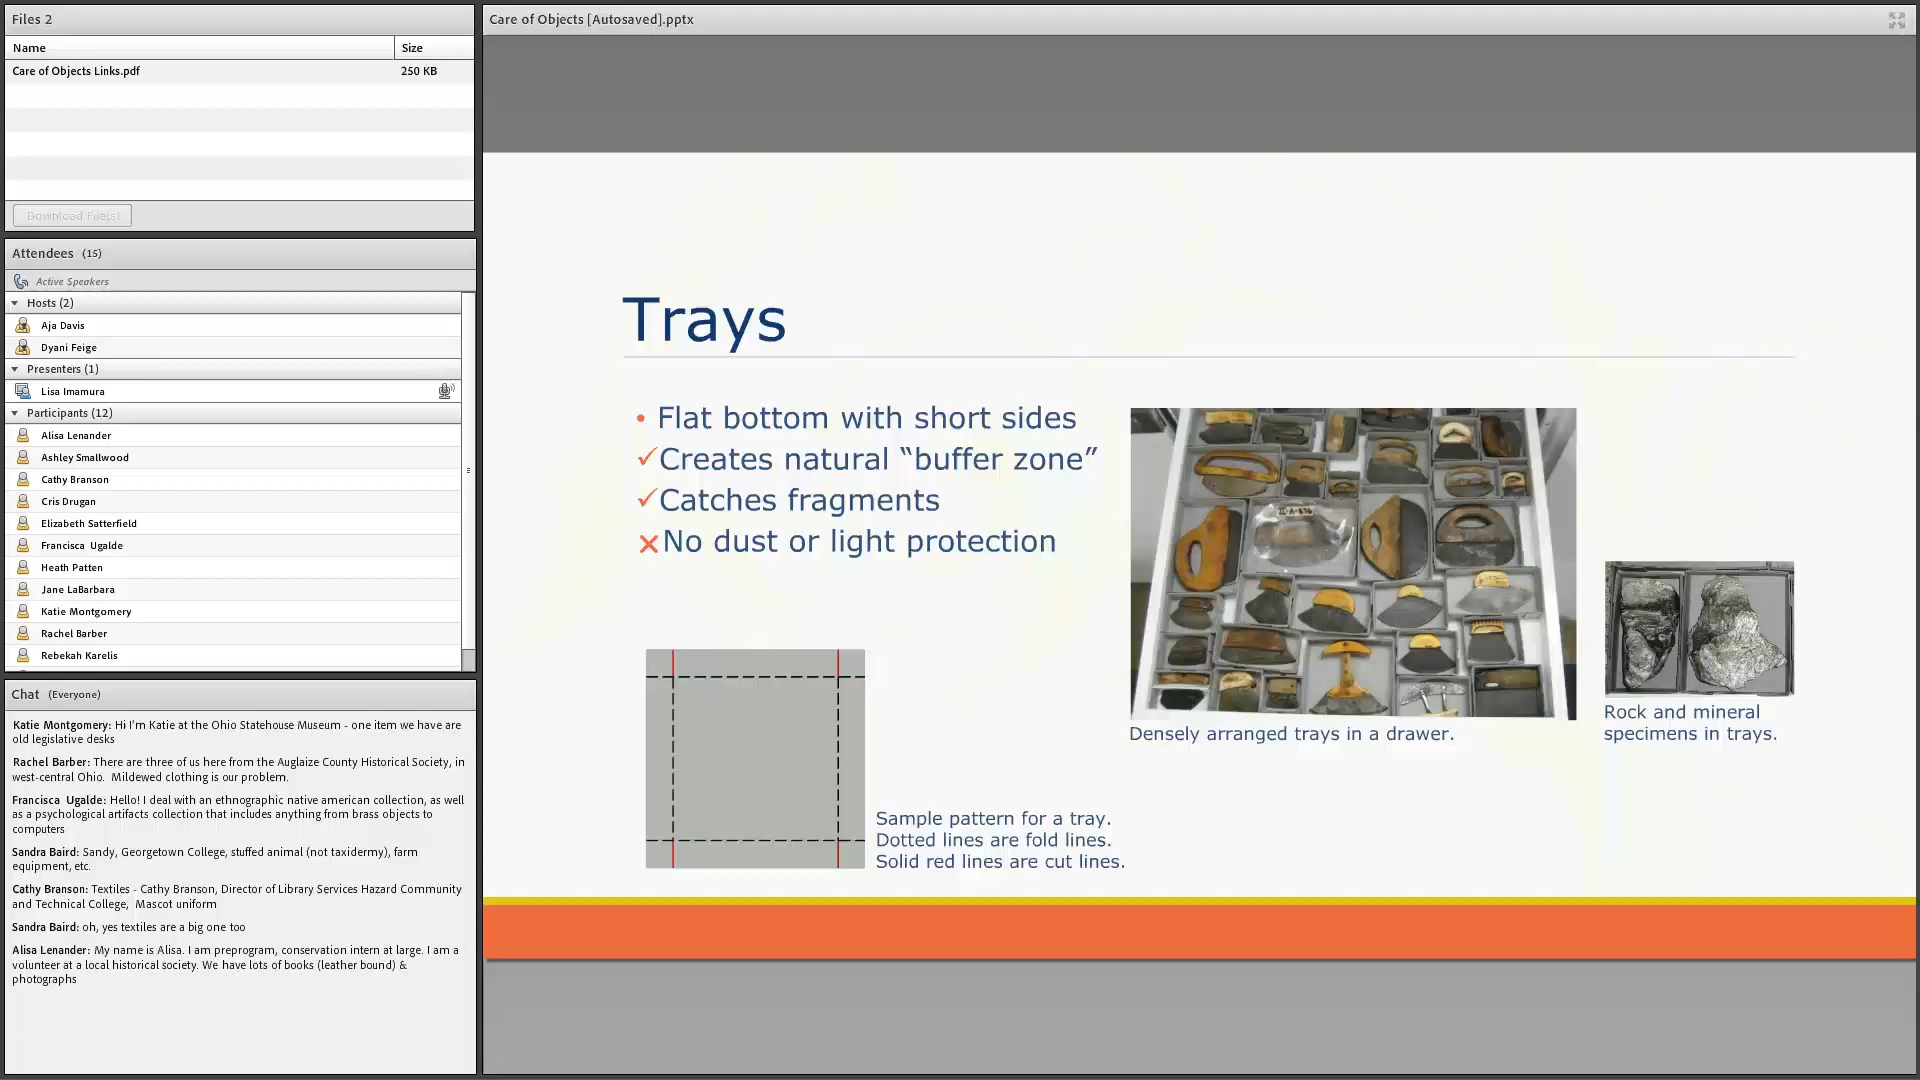 Files 2
Name Size
Care of Objects Links.pdf 250 KB
Download File(s)
Attendees (15)
Active Speakers
Hosts (2)
Aja Davis
Dyani Feige
Presenters (1)
Lisa Imamura
Participants (12)
Alisa Lenander
Ashley Smallwood
Cathy Branson
Cris Drugan
Elizabeth Satterfield
Francisca Ugalde
Heath Patten
Jane LaBarbara
Katie Montgomery
Rachel Barber
Rebekah Karelis
Chat (Everyone)
Katie Montgomery: Hi I'm Katie at the Ohio Statehouse Museum - one item we have are
old legislative desks
Rachel Barber: There are three of us here from the Auglaize County Historical Society, in
west-central Ohio. Mildewed clothing is our problem.
Francisca Ugalde: Hello! I deal with an ethnographic native american collection, as well
as a psychological artifacts collection that includes anything from brass objects to
computers
Sandra Baird: Sandy, Georgetown College, stuffed animal (not taxidermy), farm
equipment, etc.
Cathy Branson: Textiles - Cathy Branson, Director of Library Services Hazard Community
and Technical College, Mascot uniform
Sandra Baird: oh, yes textiles are a big one too
Alisa Lenander: My name is Alisa. I am preprogram, conservation intern at large. I am a
volunteer at a local historical society. We have lots of books (leather bound) &
photographs
Care of Objects [Autosaved].pptx
Trays
• Flat bottom with short sides
✓Creates natural “buffer zone”
✓Catches fragments
✕No dust or light protection
II-A-576
Densely arranged trays in a drawer.
Rock and mineral
specimens in trays.
Sample pattern for a tray.
Dotted lines are fold lines.
Solid red lines are cut lines.